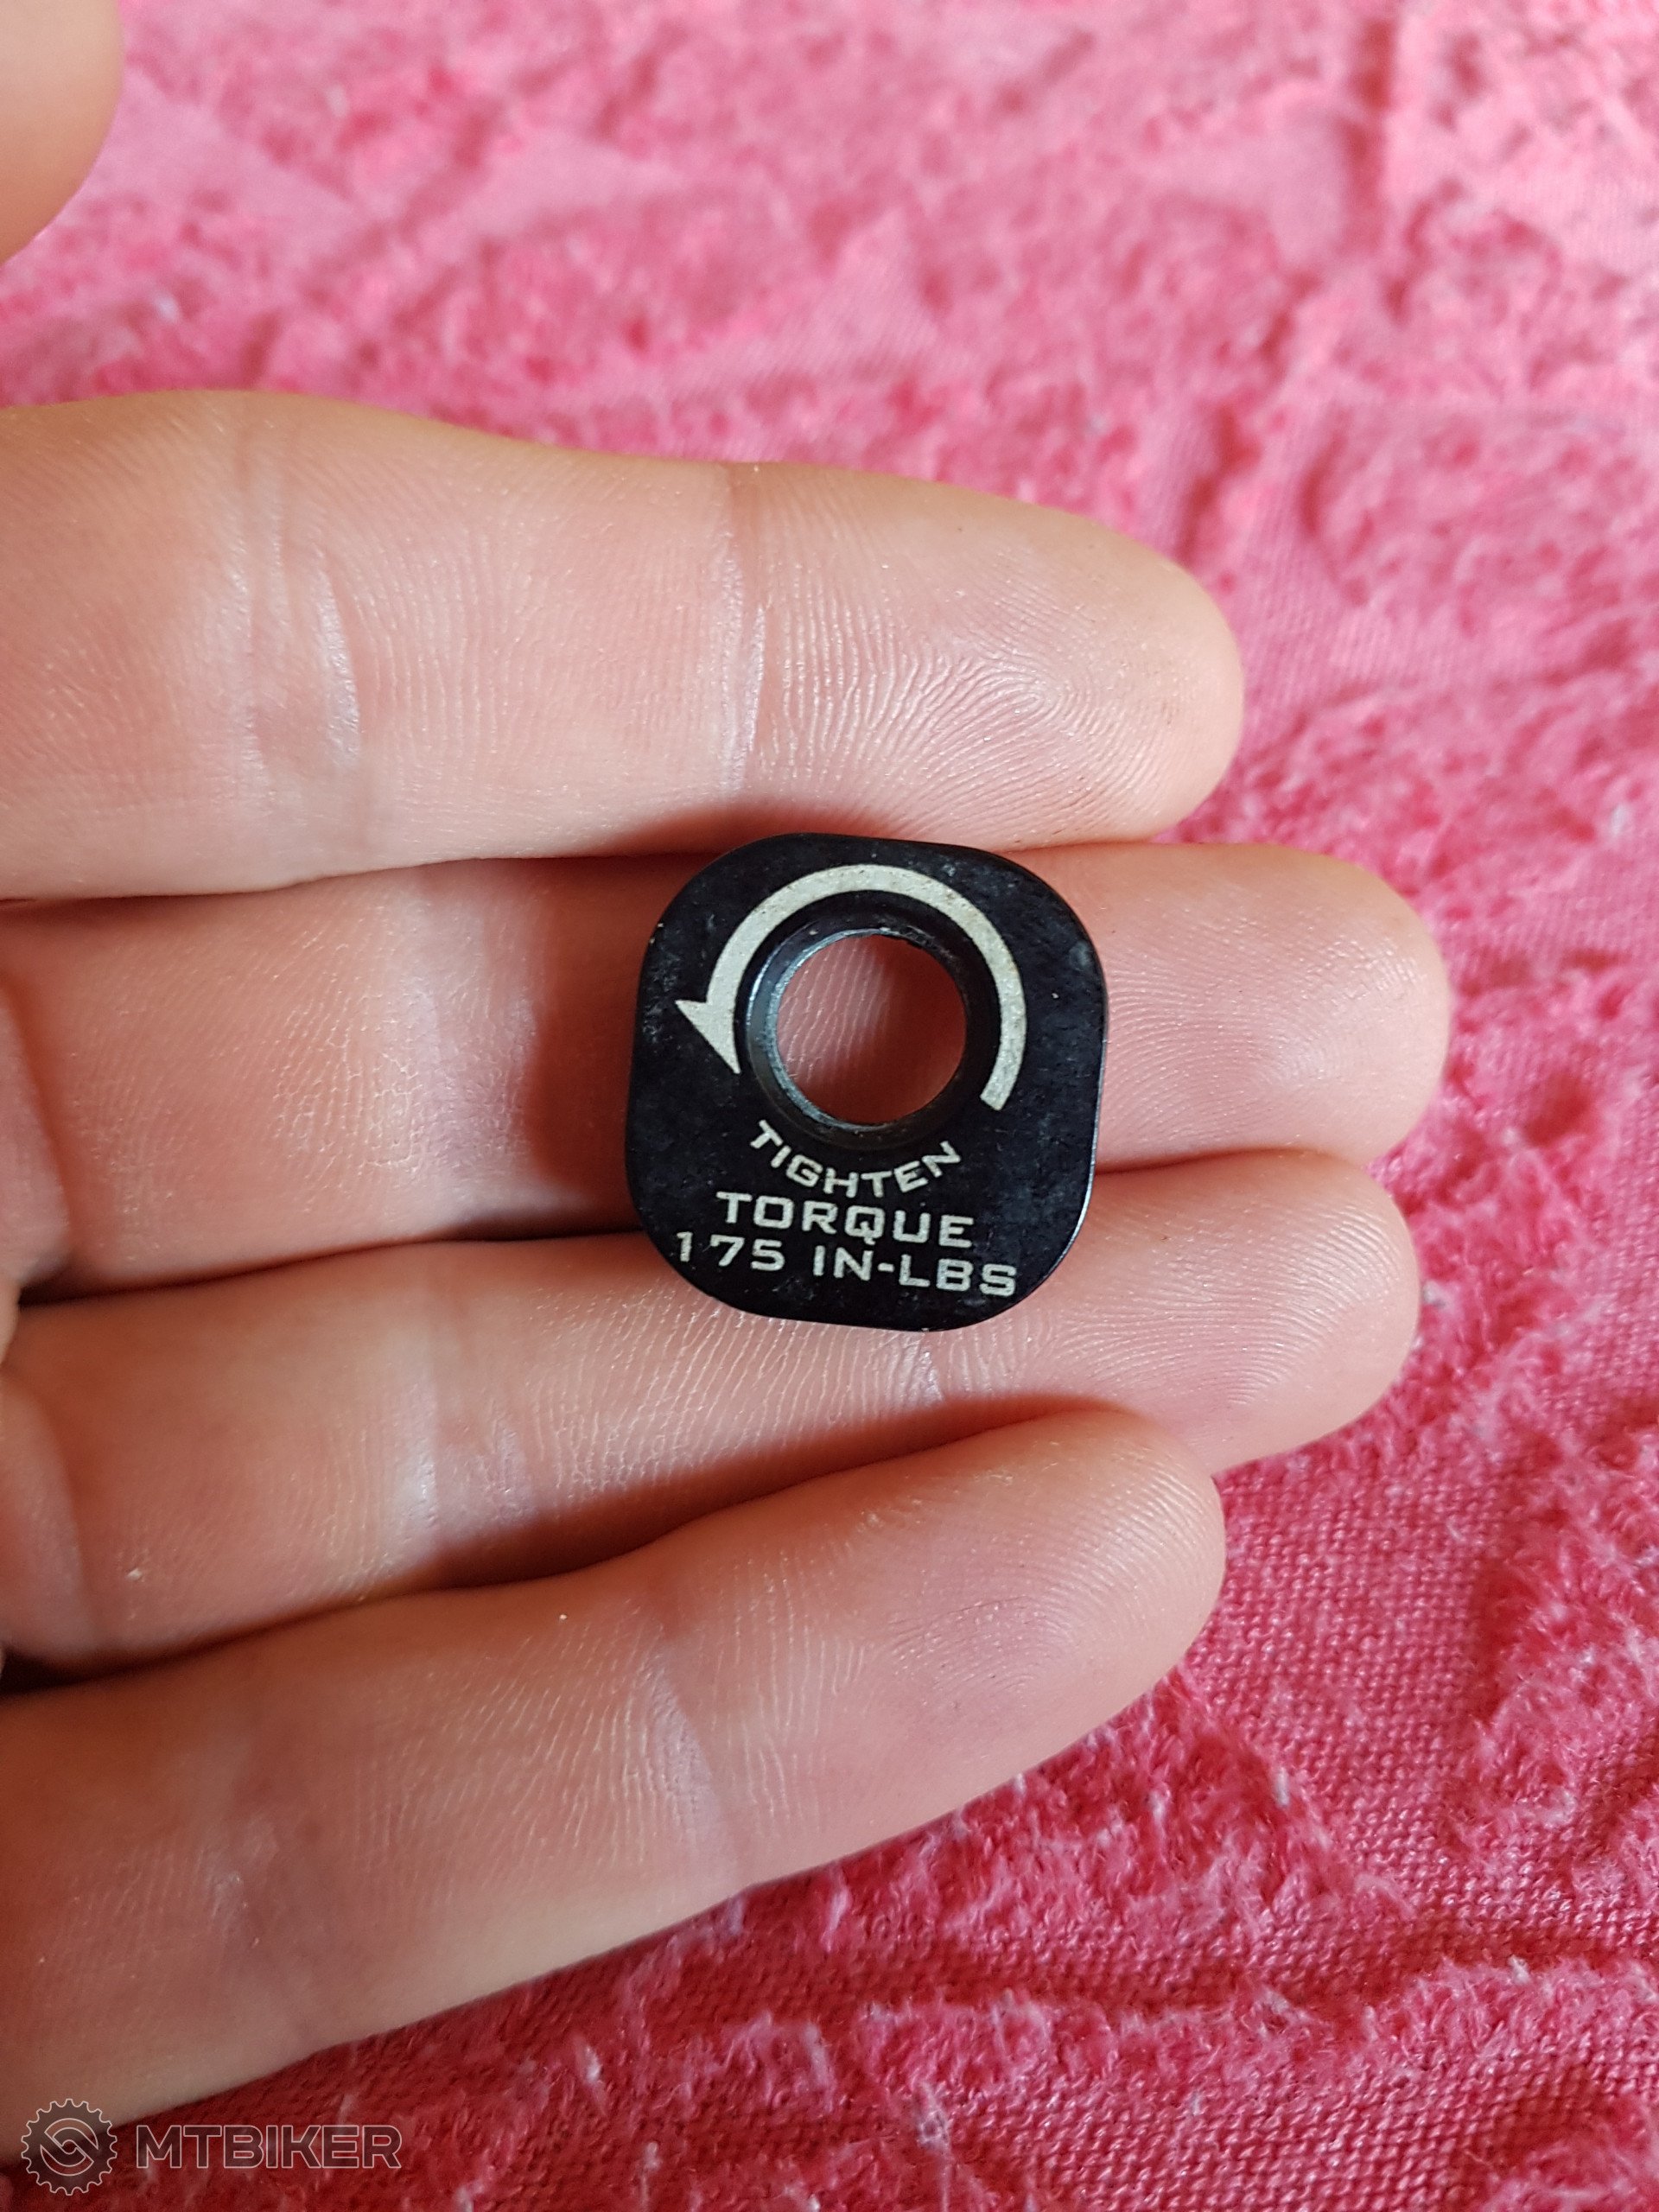 TIGHTEN
TORQUE
175 IN-LBS
MTBIKER